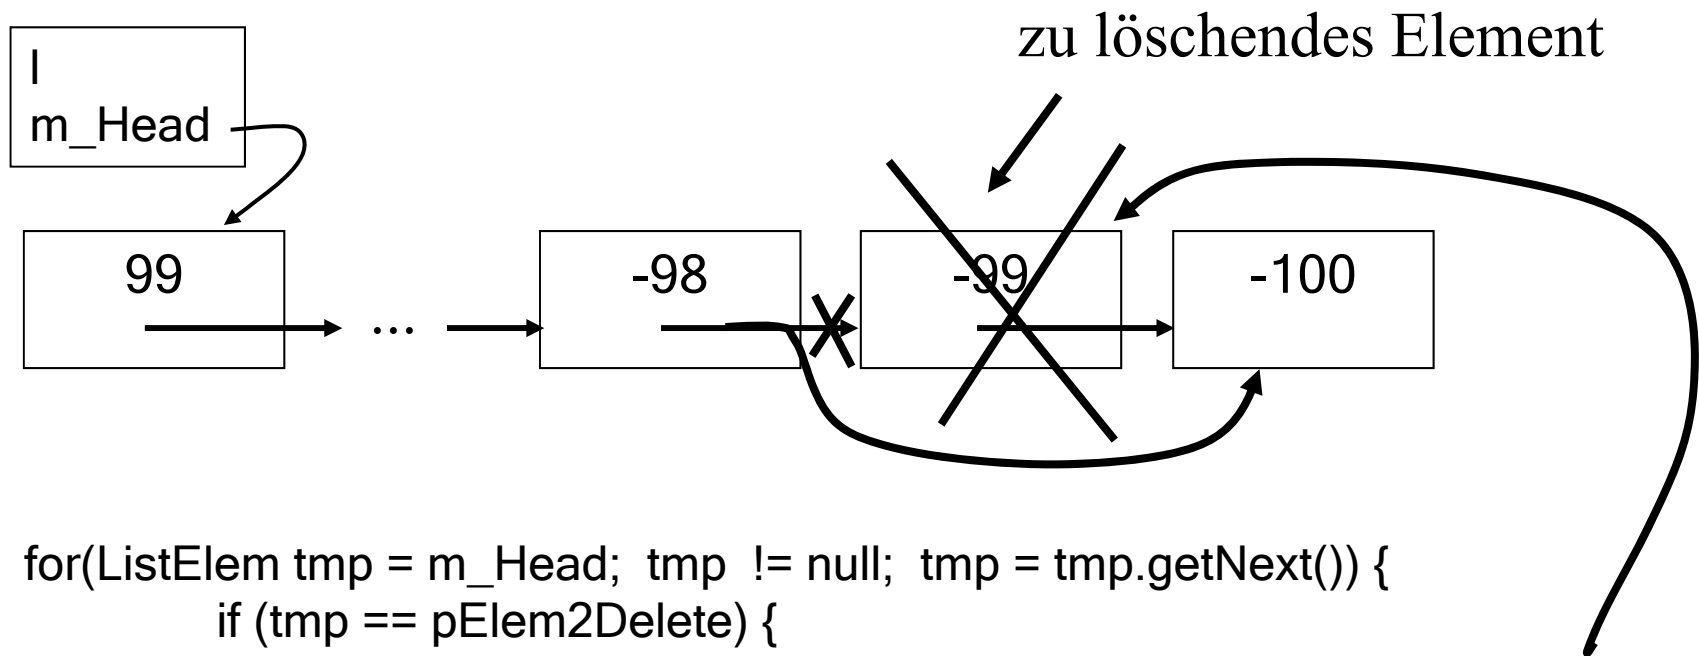 zu löschendes Element
l
m_Head
99
...
-98
-99
-100
for(ListElem tmp = m_Head; tmp != null; tmp = tmp.getNext()) {
if (tmp == pElem2Delete) {